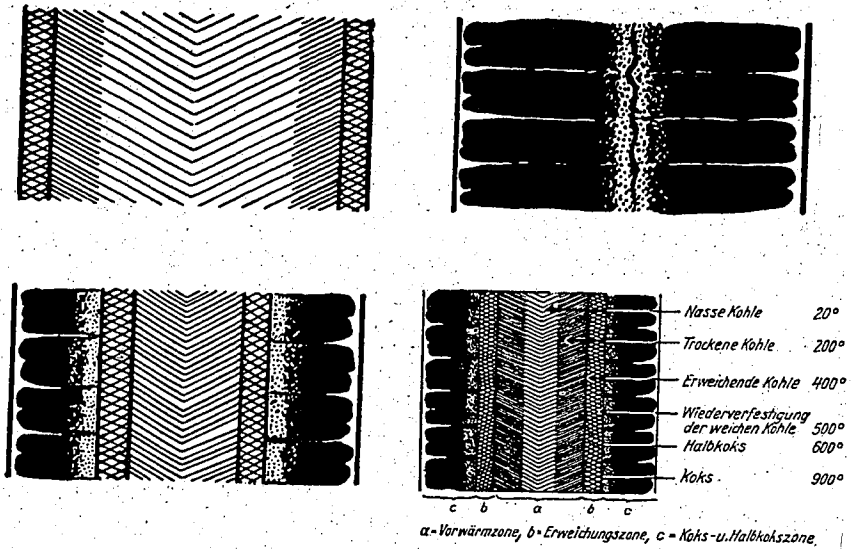 Nasse Kohle 20°
Trockene Kohle 200°
Erweichende Kohle 400°
Wiederverfestigung
der weichen Kohle 500°
Halbkoks 600°
Koks 900°
c b a b c
a = Vorwärmzone, b = Erweichungszone, c = Koks-u. Halbkokszone.